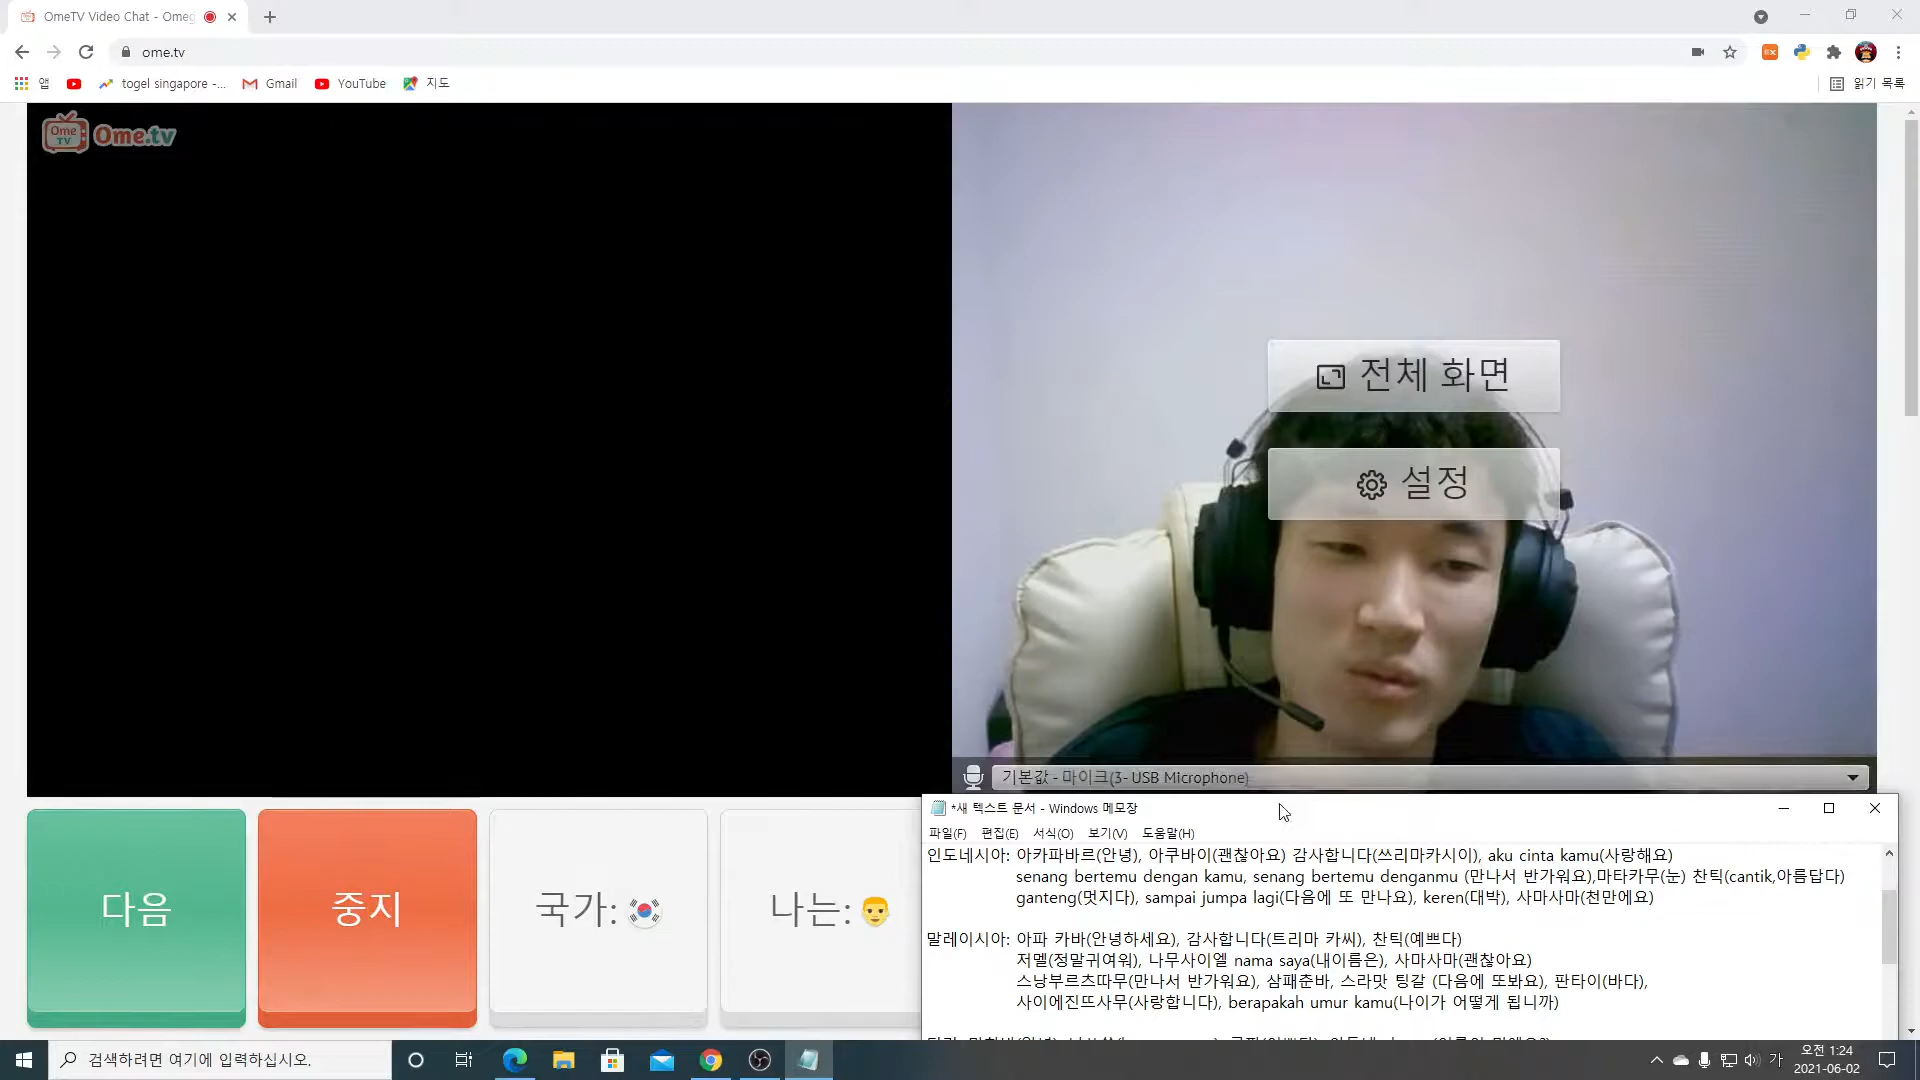 OmeTV Video Chat - Omeg
ome.tv
앱
togel singapore -...
Gmail
YouTube
지도
읽기 목록
Ome TV
Ome.tv
전체 화면
설정
기본값 - 마이크(3- USB Microphone)
다음
중지
국가:
나는:
*새 텍스트 문서 - Windows 메모장
파일(F) 편집(E) 서식(O) 보기(V) 도움말(H)
인도네시아: 아카파바르(안녕), 아쿠바이(괜찮아요) 감사합니다(쓰리마카시이), aku cinta kamu(사랑해요)
senang bertemu dengan kamu, senang bertemu denganmu (만나서 반가워요),마타카무(눈) 찬틱(cantik,아름답다)
ganteng(멋지다), sampai jumpa lagi(다음에 또 만나요), keren(대박), 사마사마(천만에요)
말레이시아: 아파 카바(안녕하세요), 감사합니다(트리마 카씨), 찬틱(예쁘다)
저멜(정말귀여워), 나무사이엘 nama saya(내이름은), 사마사마(괜찮아요)
스낭부르츠따무(만나서 반가워요), 삼패춘바, 스라맛 팅갈 (다음에 또봐요), 판타이(바다),
사이에진뜨사무(사랑합니다), berapakah umur kamu(나이가 어떻게 됩니까)
검색하려면 여기에 입력하십시오.
가
오전 1:24
2021-06-02